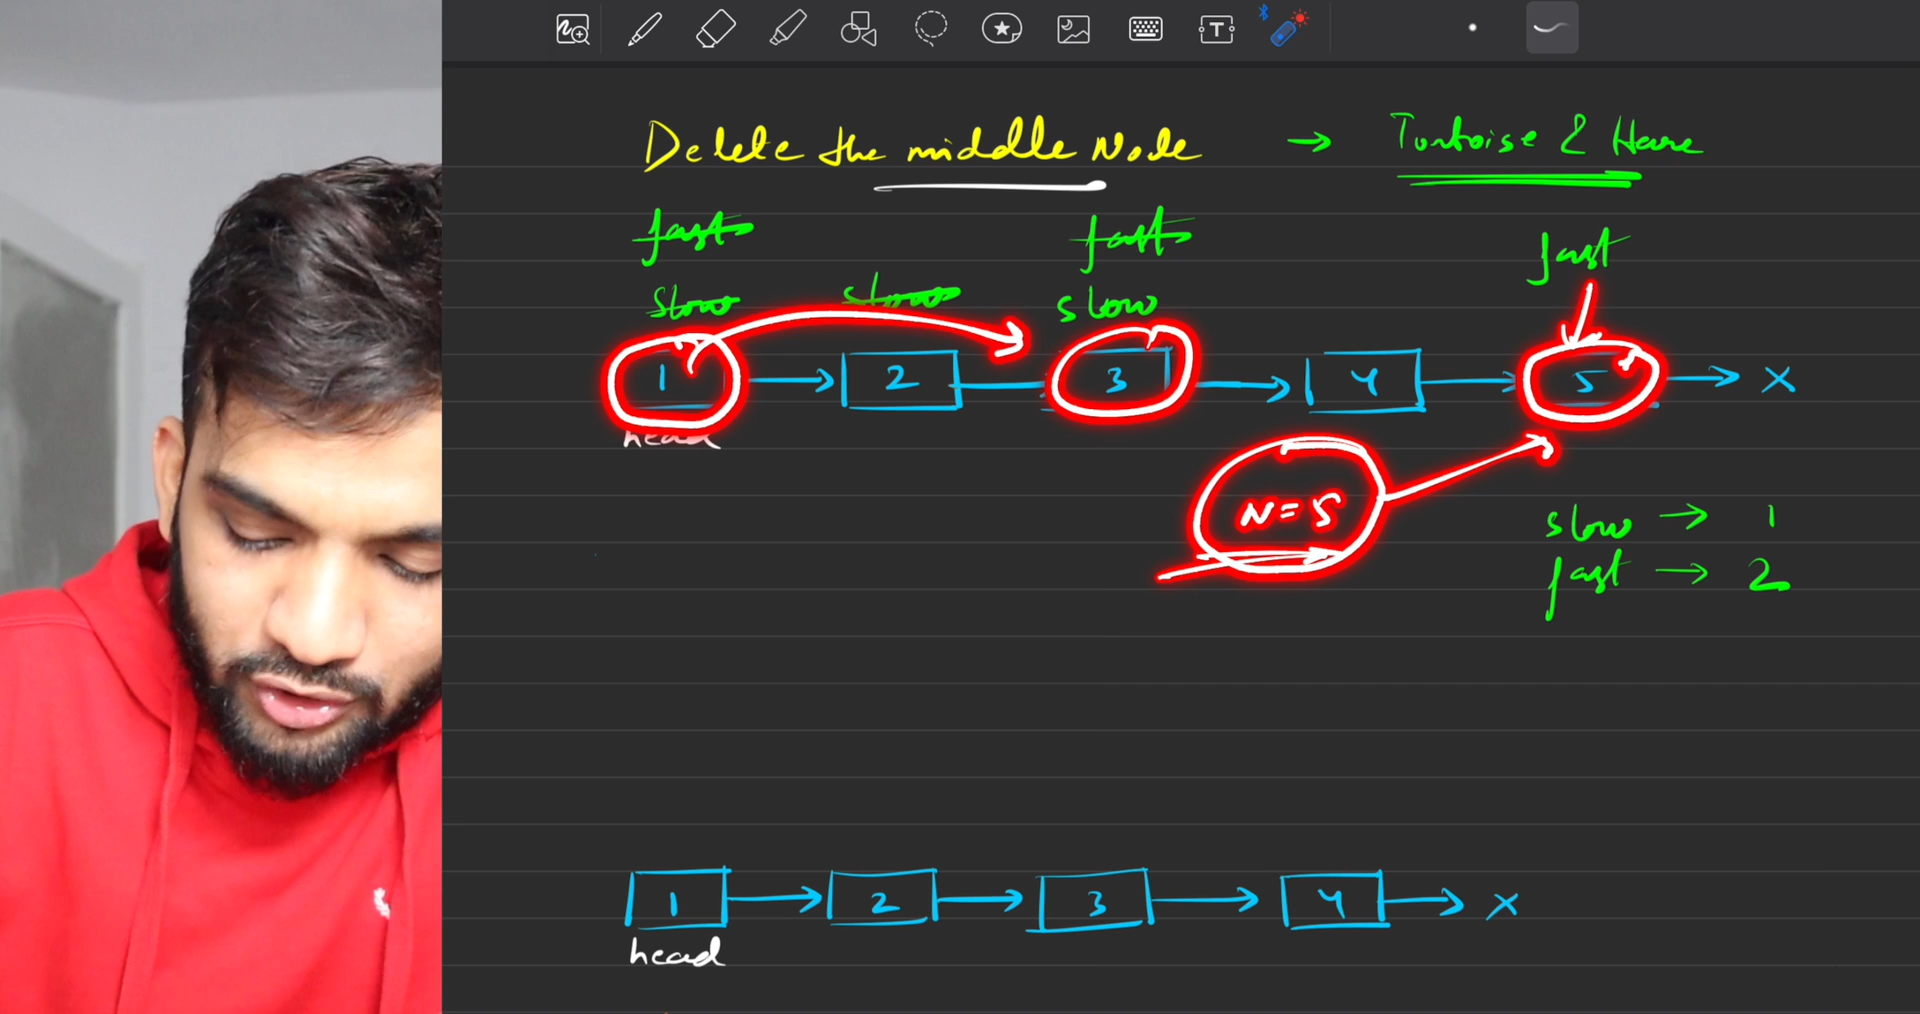 Delete the middle Node → Tortoise & Hare
fast fast fast
slow slow slow
1 → 2 → 3 → 4 → 5 → x
head
N = 5
slow → 1
fast → 2
1 → 2 → 3 → 4 → x
head